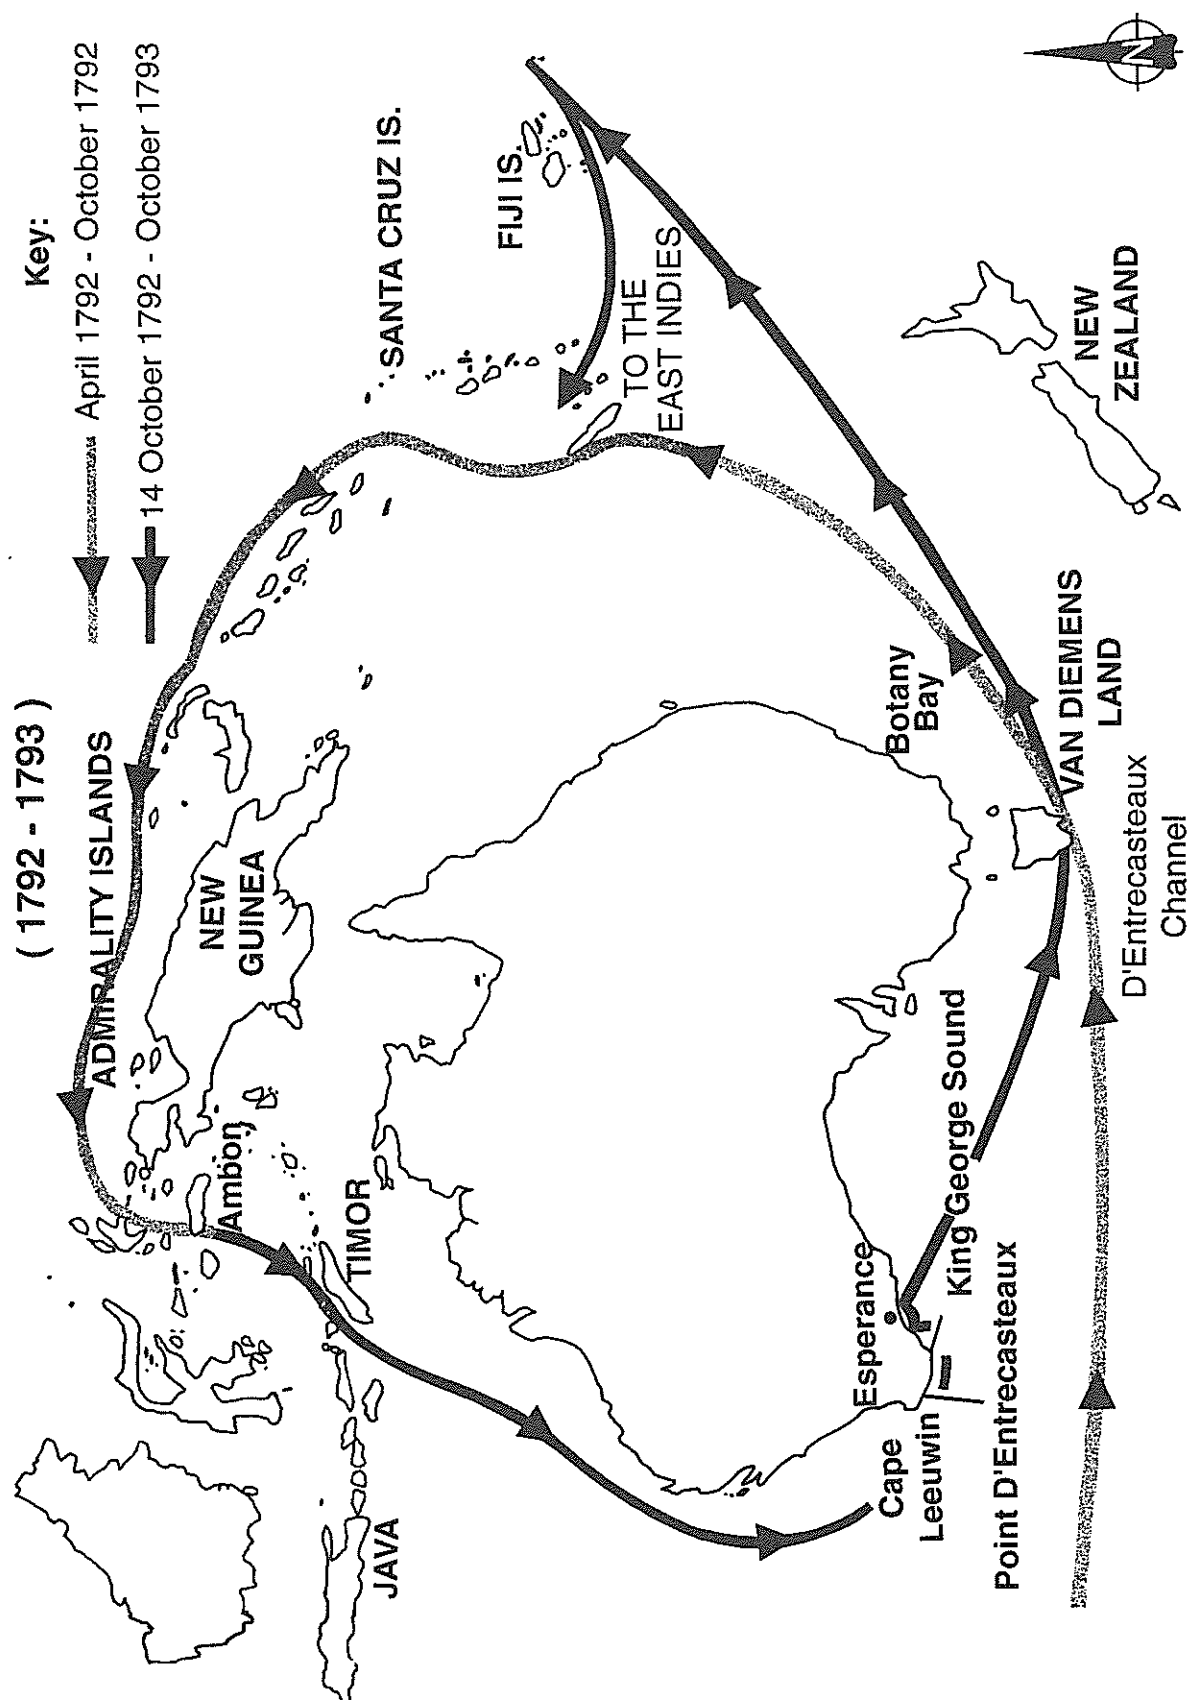 ( 1792 - 1793 )
Key:
April 1792 - October 1792
14 October 1792 - October 1793
ADMIRALITY ISLANDS
NEW
GUINEA
SANTA CRUZ IS.
FIJI IS.
TO THE
EAST INDIES
Ambon
TIMOR
JAVA
Botany
Bay
NEW
ZEALAND
VAN DIEMENS
LAND
D'Entrecasteaux
Channel
Esperance
King George Sound
Cape
Leeuwin
Point D'Entrecasteaux
N